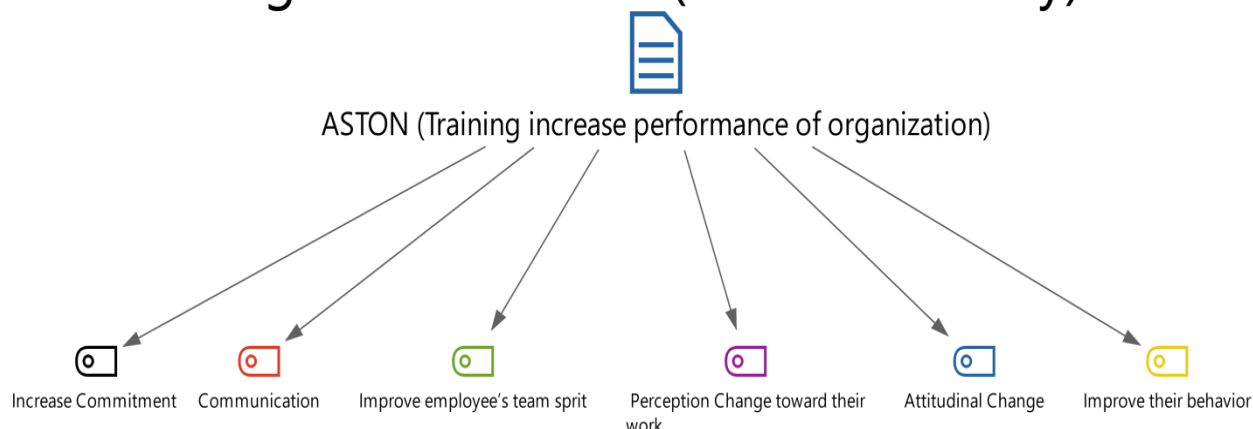 ASTON (Training increase performance of organization)
Increase Commitment
Communication
Improve employee's team sprit
Perception Change toward their
work
Attitudinal Change
Improve their behavior